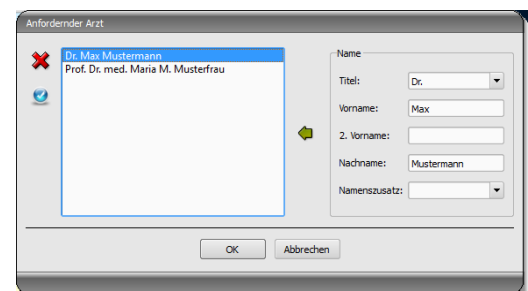 Anfordernder Arzt
Dr. Max Mustermann
Prof. Dr. med. Maria M. Musterfrau
Name
Titel: Dr.
Vorname: Max
2. Vorname:
Nachname: Mustermann
Namenszusatz:
OK Abbrechen